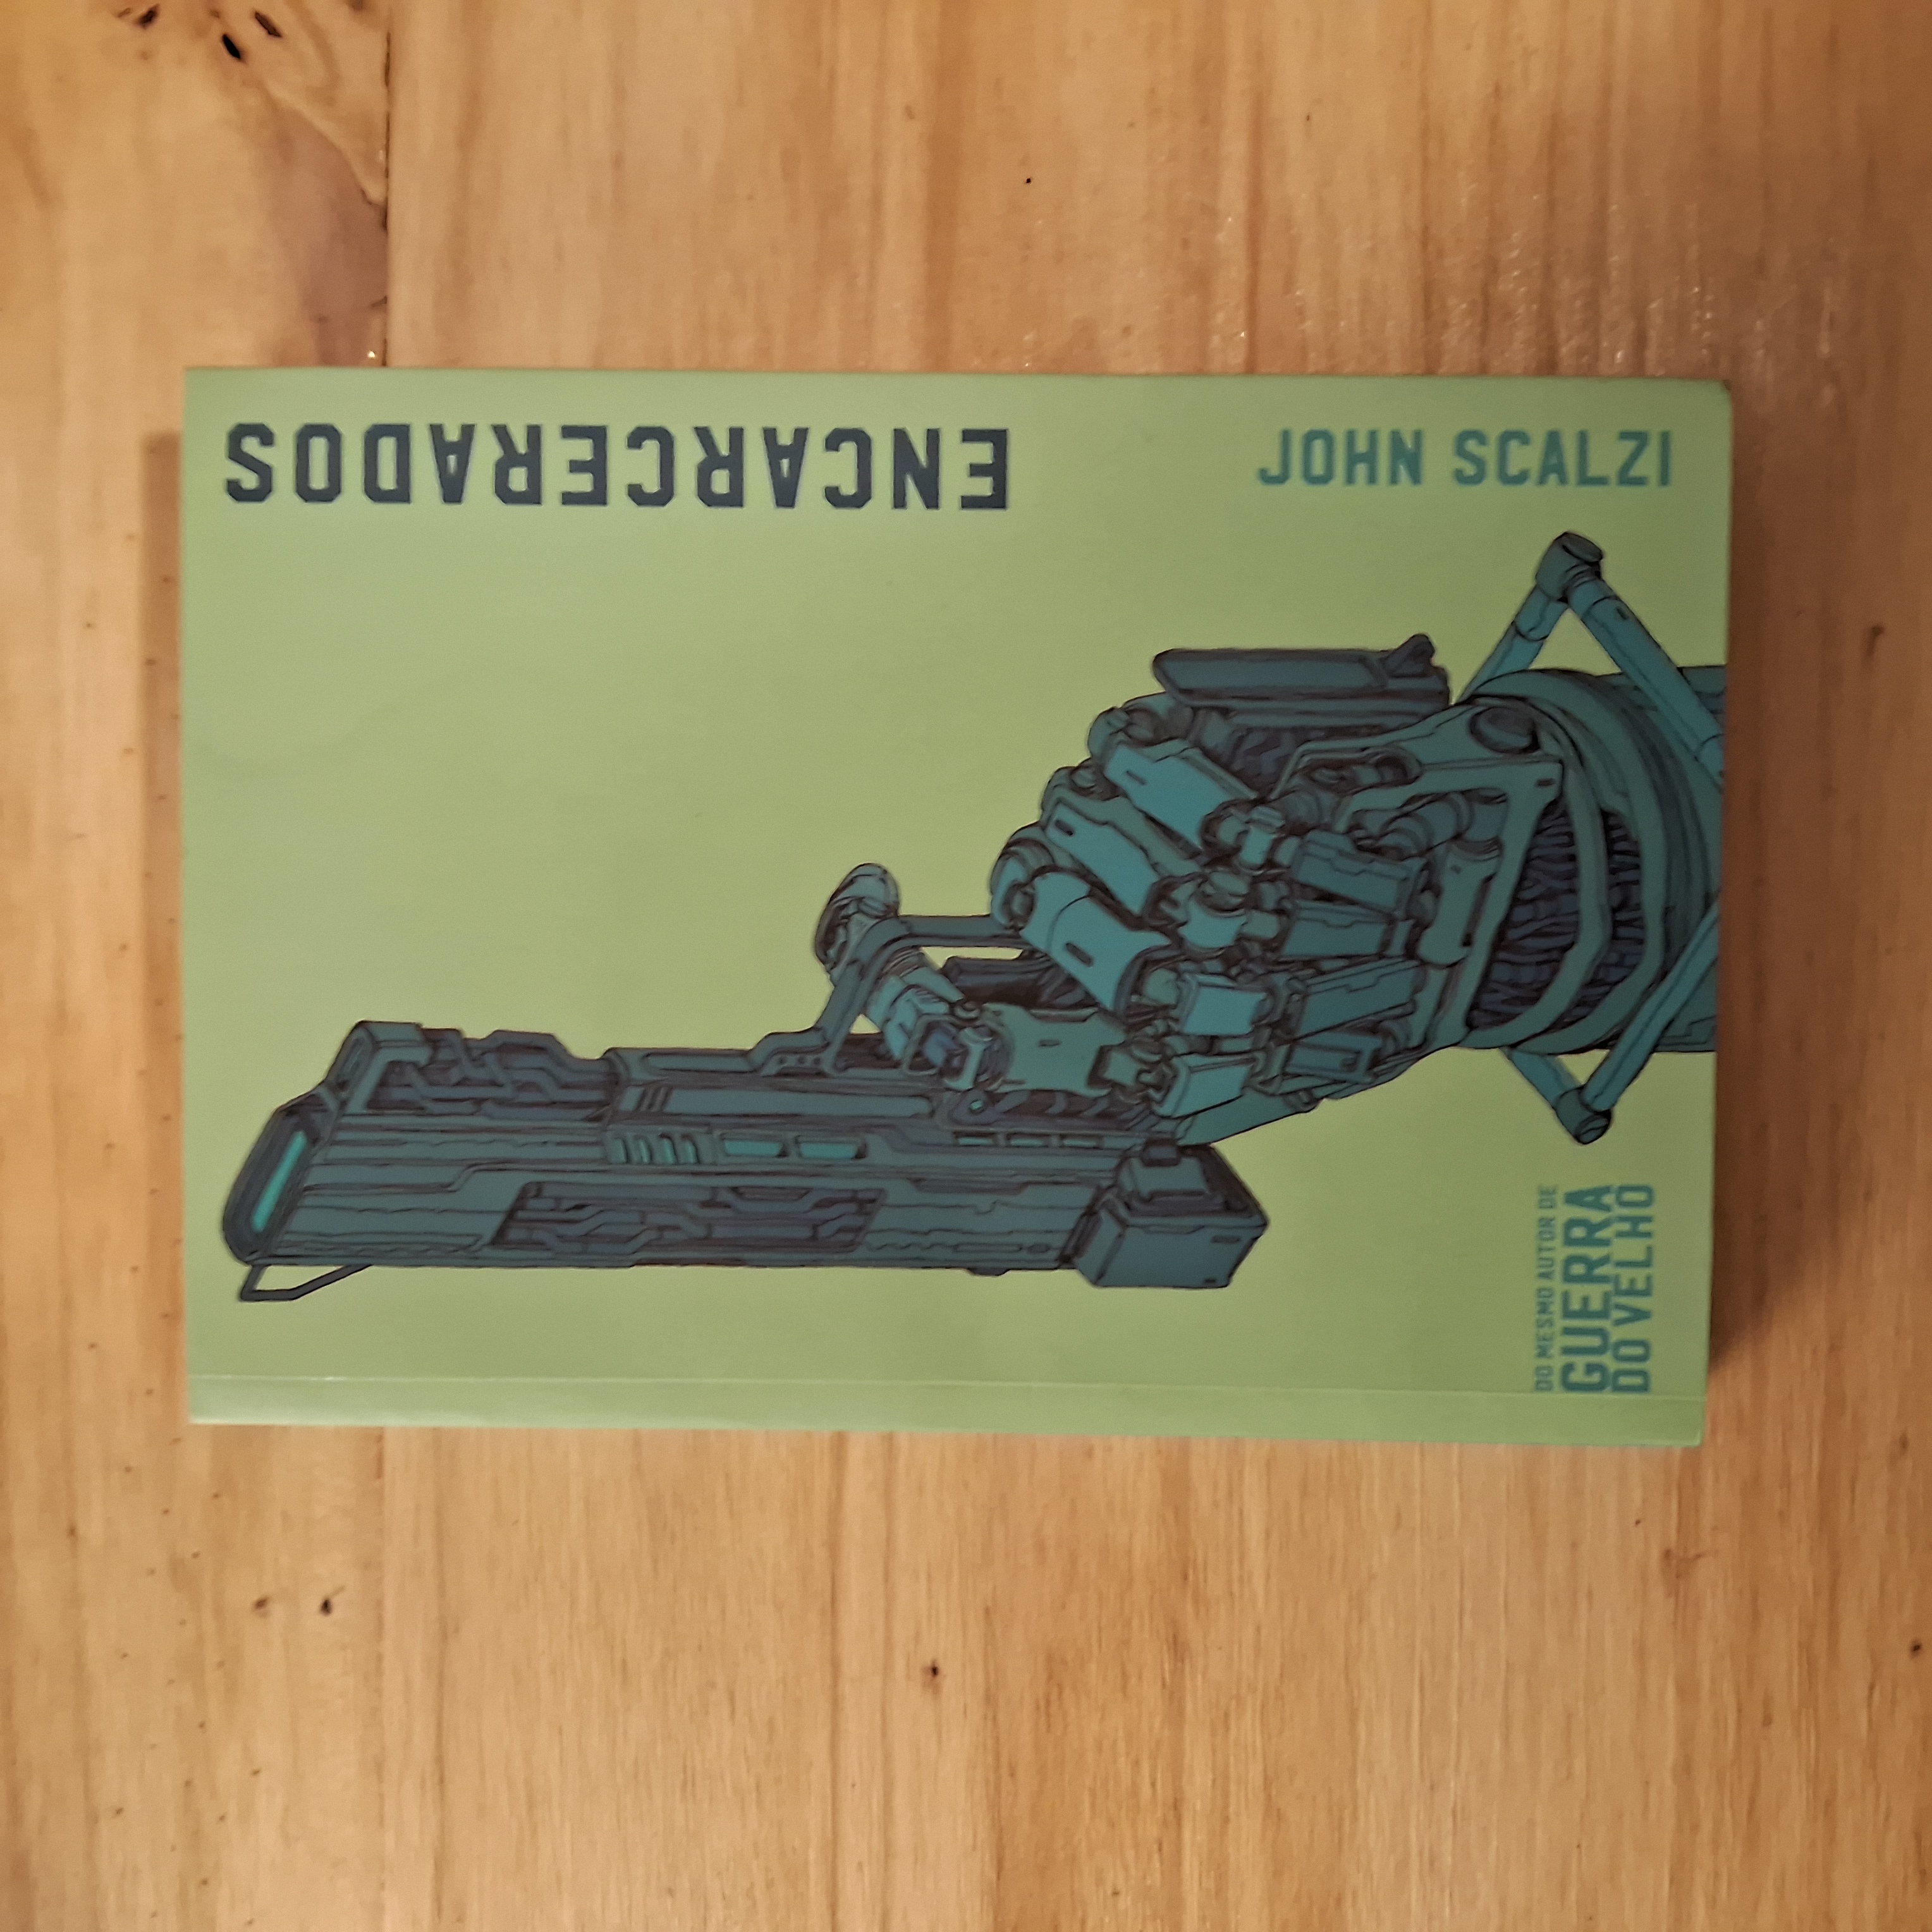 ENCARCERADOS
JOHN SCALZI
DO MESMO AUTOR DE
GUERRA
DO VELHO